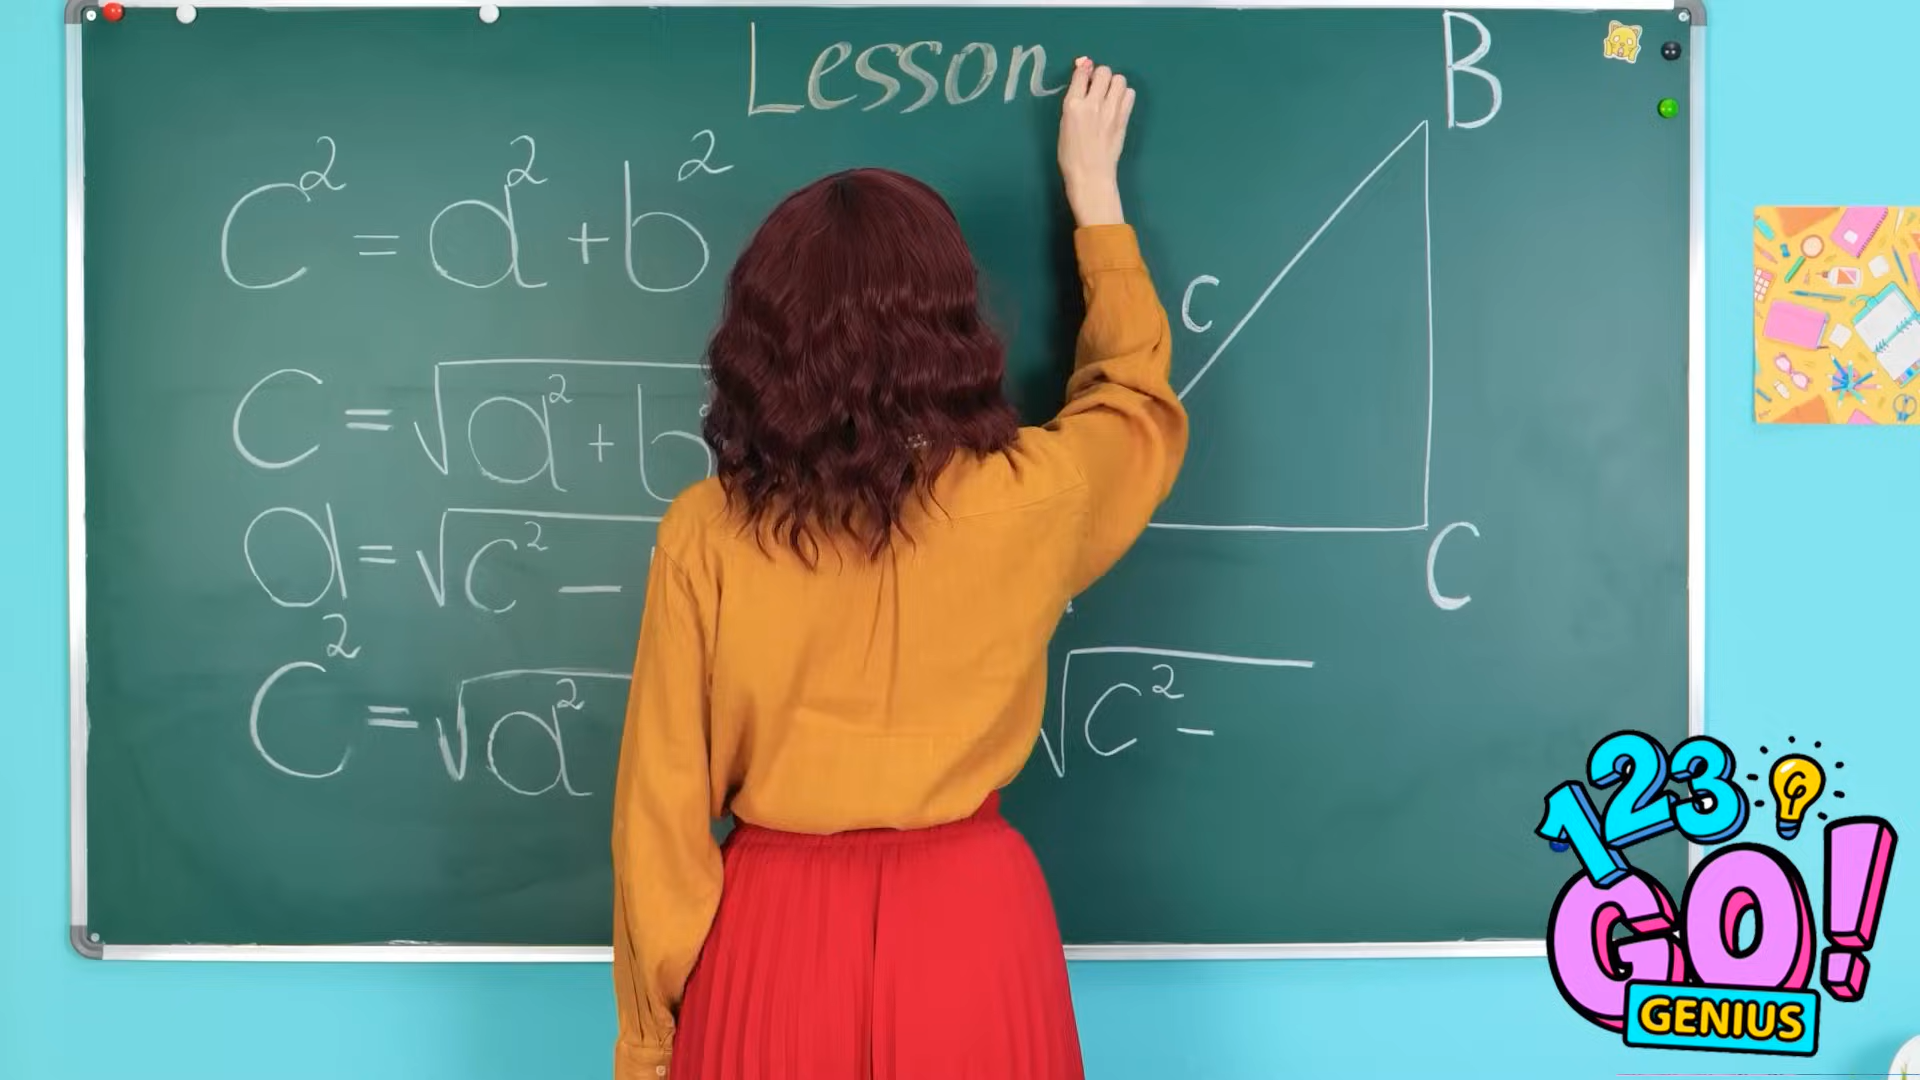 Lesson
B
C² = a² + b²
c
C = √a² + b
a = √c² –
C
C² = √a²
√c² –
123
GO!
GENIUS